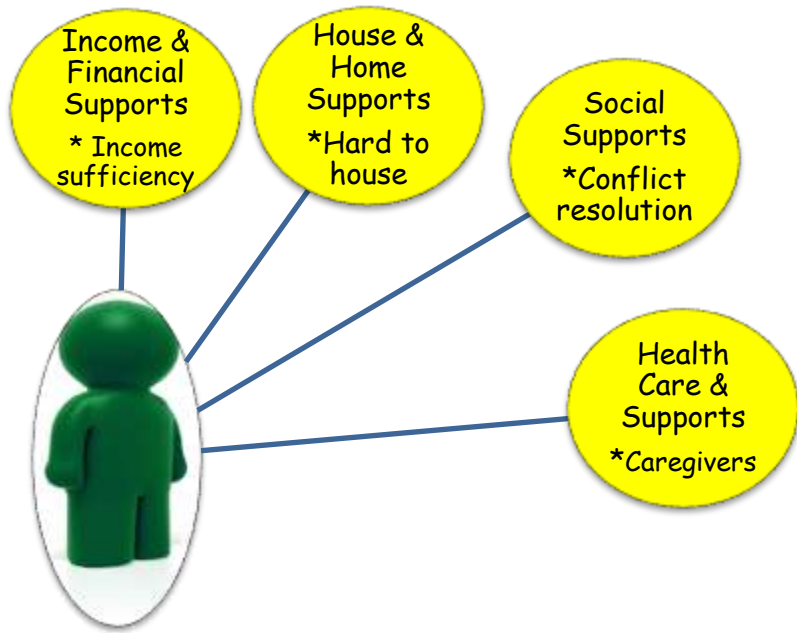 Income &
Financial
Supports
* Income
sufficiency
House &
Home
Supports
*Hard to
house
Social
Supports
*Conflict
resolution
Health
Care &
Supports
*Caregivers